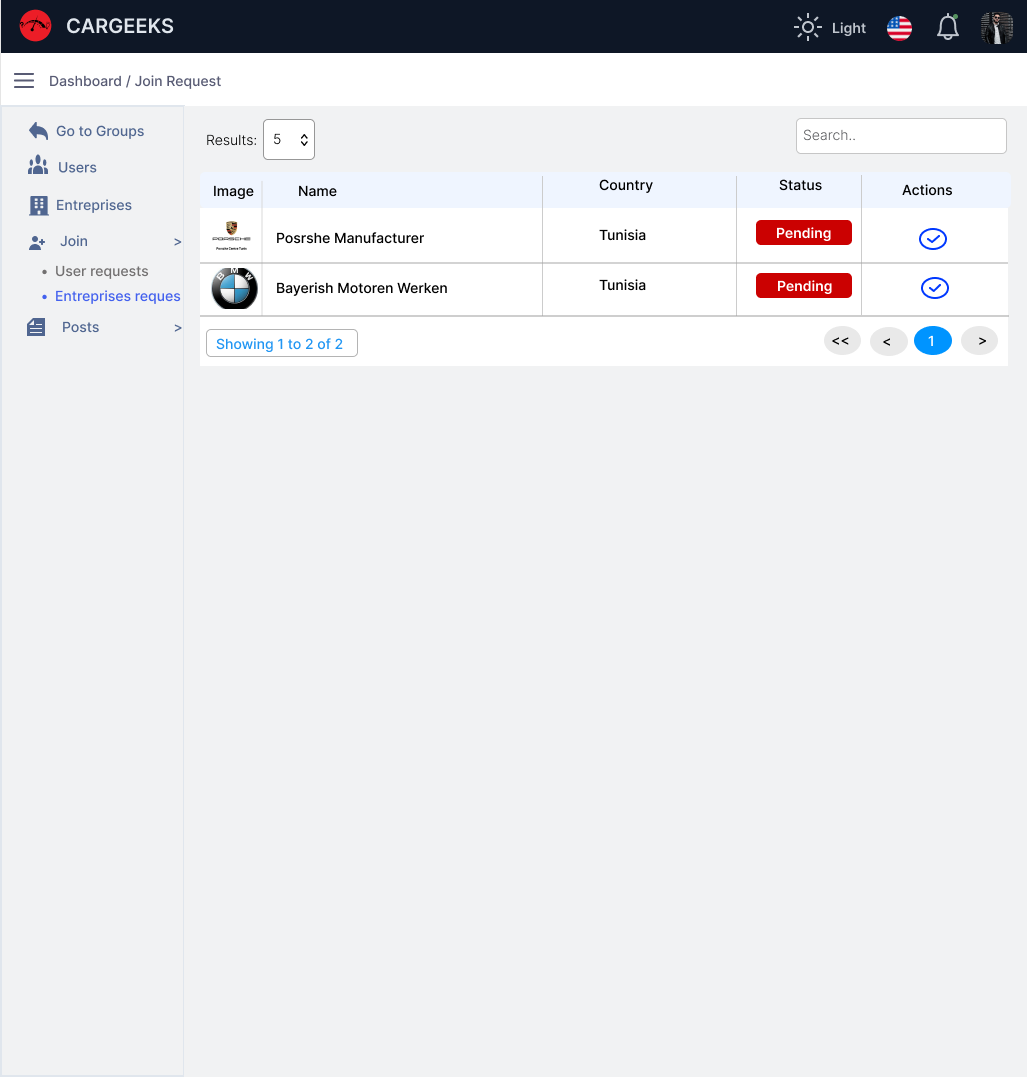 CARGEEKS
Light
Dashboard / Join Request
Go to Groups
Users
Entreprises
Join >
User requests
Entreprises reques
Posts >
Results: 5
Search..
Image Name Country Status Actions
PORSCHE
Posrshe Manufacturer Tunisia Pending
BMW
Bayerish Motoren Werken Tunisia Pending
Showing 1 to 2 of 2
<< < 1 >